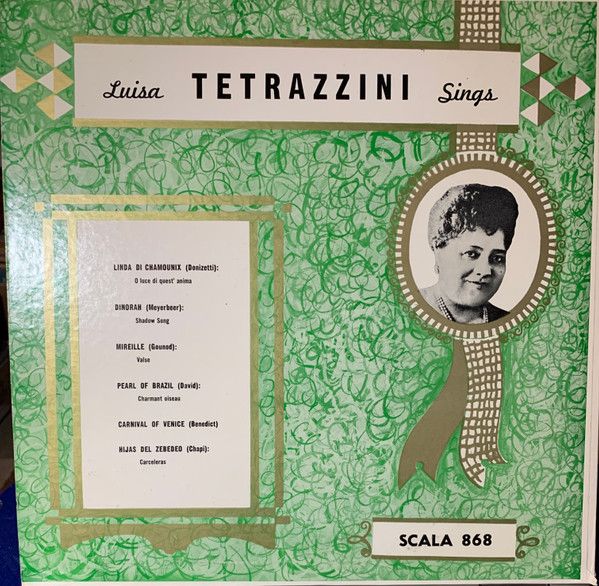 Luisa TETRAZZINI Sings
LINDA DI CHAMOUNIX (Donizetti):
O luce di quest' anima
DINORAH (Meyerbeer):
Shadow Song
MIREILLE (Gounod):
Valse
PEARL OF BRAZIL (David):
Charmant oiseau
CARNIVAL OF VENICE (Benedict)
HIJAS DEL ZEBEDEO (Chapi):
Carceleras
SCALA 868